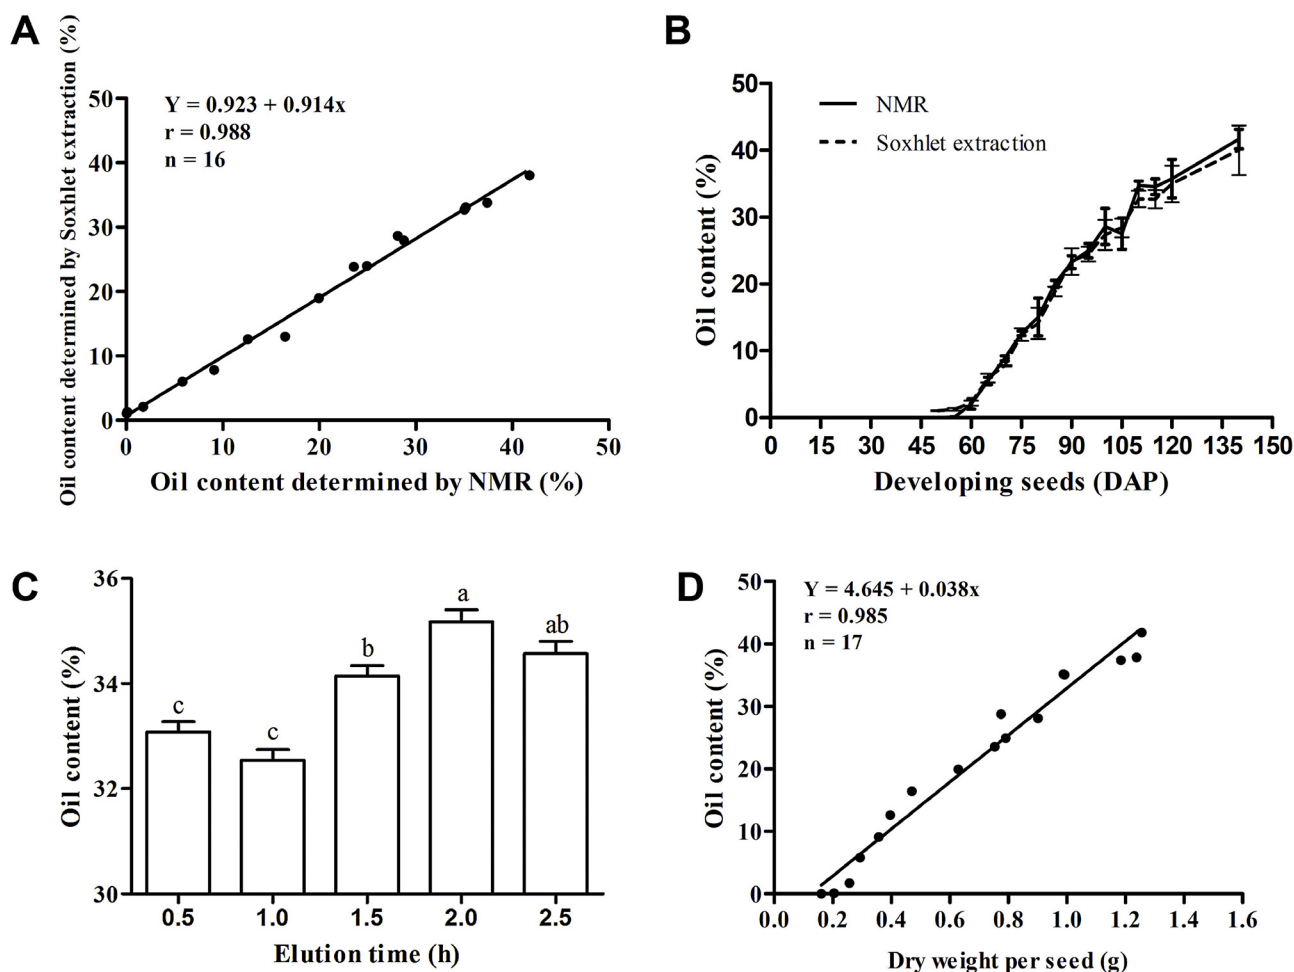 A
Oil content determined by Soxhlet extraction (%)
Y = 0.923 + 0.914x
r = 0.988
n = 16
50
40
30
20
10
0
0 10 20 30 40 50
Oil content determined by NMR (%)
B
Oil content (%)
NMR
Soxhlet extraction
50
40
30
20
10
0
0 15 30 45 60 75 90 105 120 135 150
Developing seeds (DAP)
C
Oil content (%)
36
34
32
30
c
c
b
a
ab
0.5 1.0 1.5 2.0 2.5
Elution time (h)
D
Oil content (%)
Y = 4.645 + 0.038x
r = 0.985
n = 17
50
40
30
20
10
0
0.0 0.2 0.4 0.6 0.8 1.0 1.2 1.4 1.6
Dry weight per seed (g)